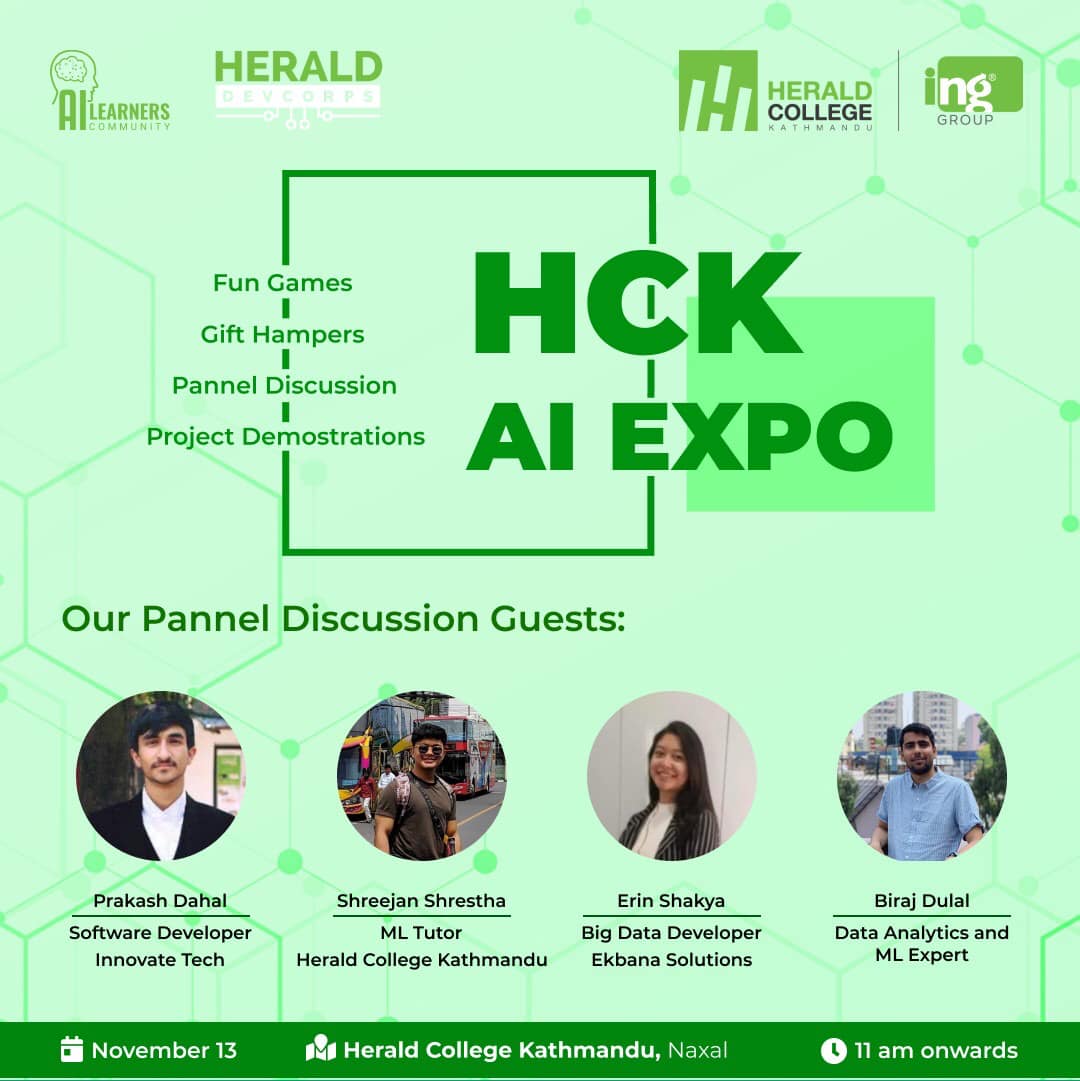 AI LEARNERS
COMMUNITY
HERALD
DEVCORPS
HERALD
COLLEGE
KATHMANDU
ing®
GROUP
Fun Games
Gift Hampers
Pannel Discussion
Project Demostrations
HCK
AI EXPO
Our Pannel Discussion Guests:
Prakash Dahal
Software Developer
Innovate Tech
Shreejan Shrestha
ML Tutor
Herald College Kathmandu
Erin Shakya
Big Data Developer
Ekbana Solutions
Biraj Dulal
Data Analytics and
ML Expert
November 13
Herald College Kathmandu, Naxal
11 am onwards